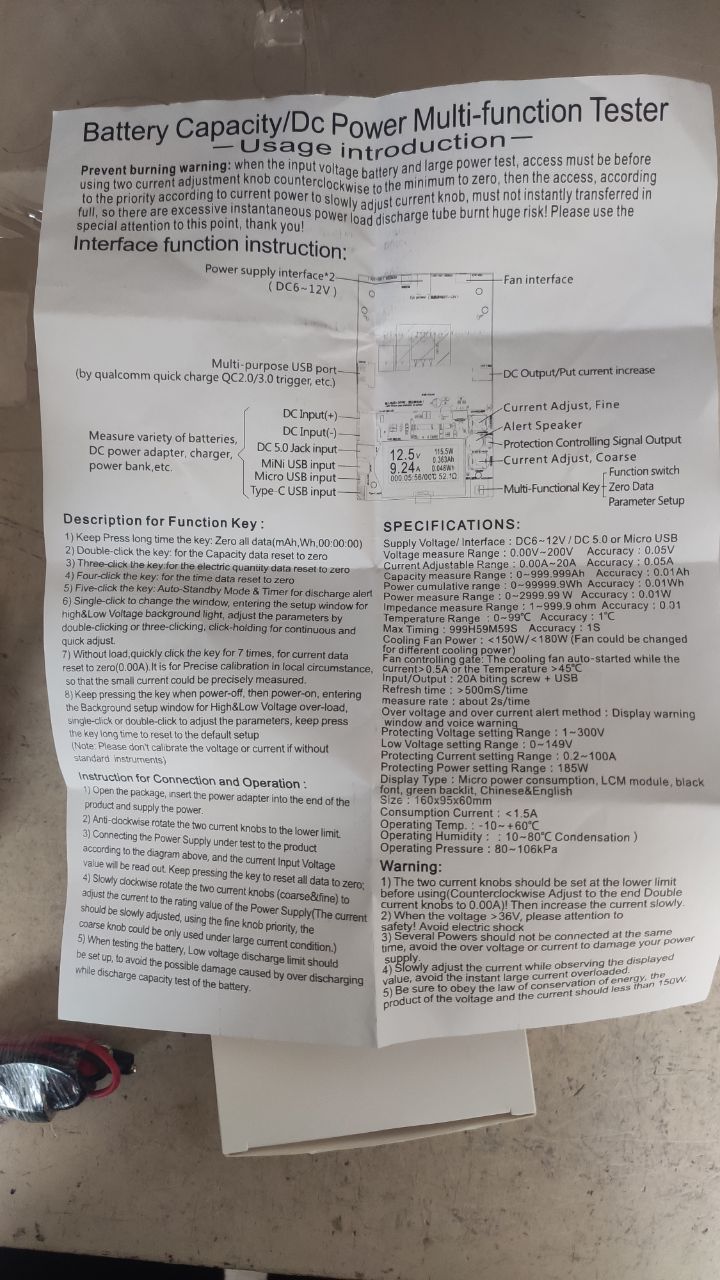 Battery Capacity/Dc Power Multi-function Tester
— Usage introduction —
Prevent burning warning: when the input voltage battery and large power test, access must be before
using two current adjustment knob counterclockwise to the minimum to zero, then the access, according
to the priority according to current power to slowly adjust current knob, must not instantly transferred in
full, so there are excessive instantaneous power load discharge tube burnt huge risk! Please use the
special attention to this point, thank you!
Interface function instruction:
Power supply interface*2
( DC6~12V )
Fan interface
Multi-purpose USB port
(by qualcomm quick charge QC2.0/3.0 trigger, etc.)
DC Output/Put current increase
Measure variety of batteries,
DC power adapter, charger,
power bank,etc.
DC Input(+)
DC Input(-)
DC 5.0 Jack input
MiNi USB input
Micro USB input
Type-C USB input
12.5v 115.5W
0.363Ah
9.24A 0.048Wh
000:05:56/00℃ 52.1Ω
Current Adjust, Fine
Alert Speaker
Protection Controlling Signal Output
Current Adjust, Coarse
Multi-Functional Key
Function switch
Zero Data
Parameter Setup
Description for Function Key :
1) Keep Press long time the key: Zero all data(mAh,Wh,00:00:00)
2) Double-click the key: for the Capacity data reset to zero
3) Three-click the key:for the electric quantity data reset to zero
4) Four-click the key: for the time data reset to zero
5) Five-click the key: Auto-Standby Mode & Timer for discharge alert
6) Single-click to change the window, entering the setup window for
high&Low Voltage background light, adjust the parameters by
double-clicking or three-clicking, click-holding for continuous and
quick adjust.
7) Without load,quickly click the key for 7 times, for current data
reset to zero(0.00A).It is for Precise calibration in local circumstance,
so that the small current could be precisely measured.
8) Keep pressing the key when power-off, then power-on, entering
the Background setup window for High&Low Voltage over-load,
single-click or double-click to adjust the parameters, keep press
the key long time to reset to the default setup
(Note: Please don't calibrate the voltage or current if without
standard instruments)
Instruction for Connection and Operation :
1) Open the package, insert the power adapter into the end of the
product and supply the power.
2) Anti-clockwise rotate the two current knobs to the lower limit.
3) Connecting the Power Supply under test to the product
according to the diagram above, and the current Input Voltage
value will be read out. Keep pressing the key to reset all data to zero;
4) Slowly clockwise rotate the two current knobs (coarse&fine) to
adjust the current to the rating value of the Power Supply(The current
should be slowly adjusted, using the fine knob priority, the
coarse knob could be only used under large current condition.)
5) When testing the battery, Low voltage discharge limit should
be set up, to avoid the possible damage caused by over discharging
while discharge capacity test of the battery.
SPECIFICATIONS:
Supply Voltage/ Interface : DC6~12V / DC 5.0 or Micro USB
Voltage measure Range : 0.00V~200V Accuracy : 0.05V
Current Adjustable Range : 0.00A~20A Accuracy : 0.05A
Capacity measure Range : 0~999.999Ah Accuracy : 0.01Ah
Power cumulative range : 0~99999.9Wh Accuracy : 0.01Wh
Power measure Range : 0~2999.99 W Accuracy : 0.01W
Impedance measure Range : 1~999.9 ohm Accuracy : 0.01
Temperature Range : 0~99℃ Accuracy : 1℃
Max Timing : 999H59M59S Accuracy : 1S
Cooling Fan Power : <150W/<180W (Fan could be changed
for different cooling power)
Fan controlling gate: The cooling fan auto-started while the
current> 0.5A or the Temperature >45℃
Input/Output : 20A biting screw + USB
Refresh time : >500mS/time
measure rate : about 2s/time
Over voltage and over current alert method : Display warning
window and voice warning
Protecting Voltage setting Range : 1~300V
Low Voltage setting Range : 0~149V
Protecting Current setting Range : 0.2~100A
Protecting Power setting Range : 185W
Display Type : Micro power consumption, LCM module, black
font, green backlit, Chinese&English
Size : 160x95x60mm
Consumption Current : <1.5A
Operating Temp. : -10~+60℃
Operating Humidity : : 10~80℃ Condensation )
Operating Pressure : 80~106kPa
Warning:
1) The two current knobs should be set at the lower limit
before using(Counterclockwise Adjust to the end Double
current knobs to 0.00A)! Then increase the current slowly.
2) When the voltage >36V, please attention to
safety! Avoid electric shock
3) Several Powers should not be connected at the same
time, avoid the over voltage or current to damage your power
supply.
4) Slowly adjust the current while observing the displayed
value, avoid the instant large current overloaded.
5) Be sure to obey the law of conservation of energy, the
product of the voltage and the current should less than 150W.